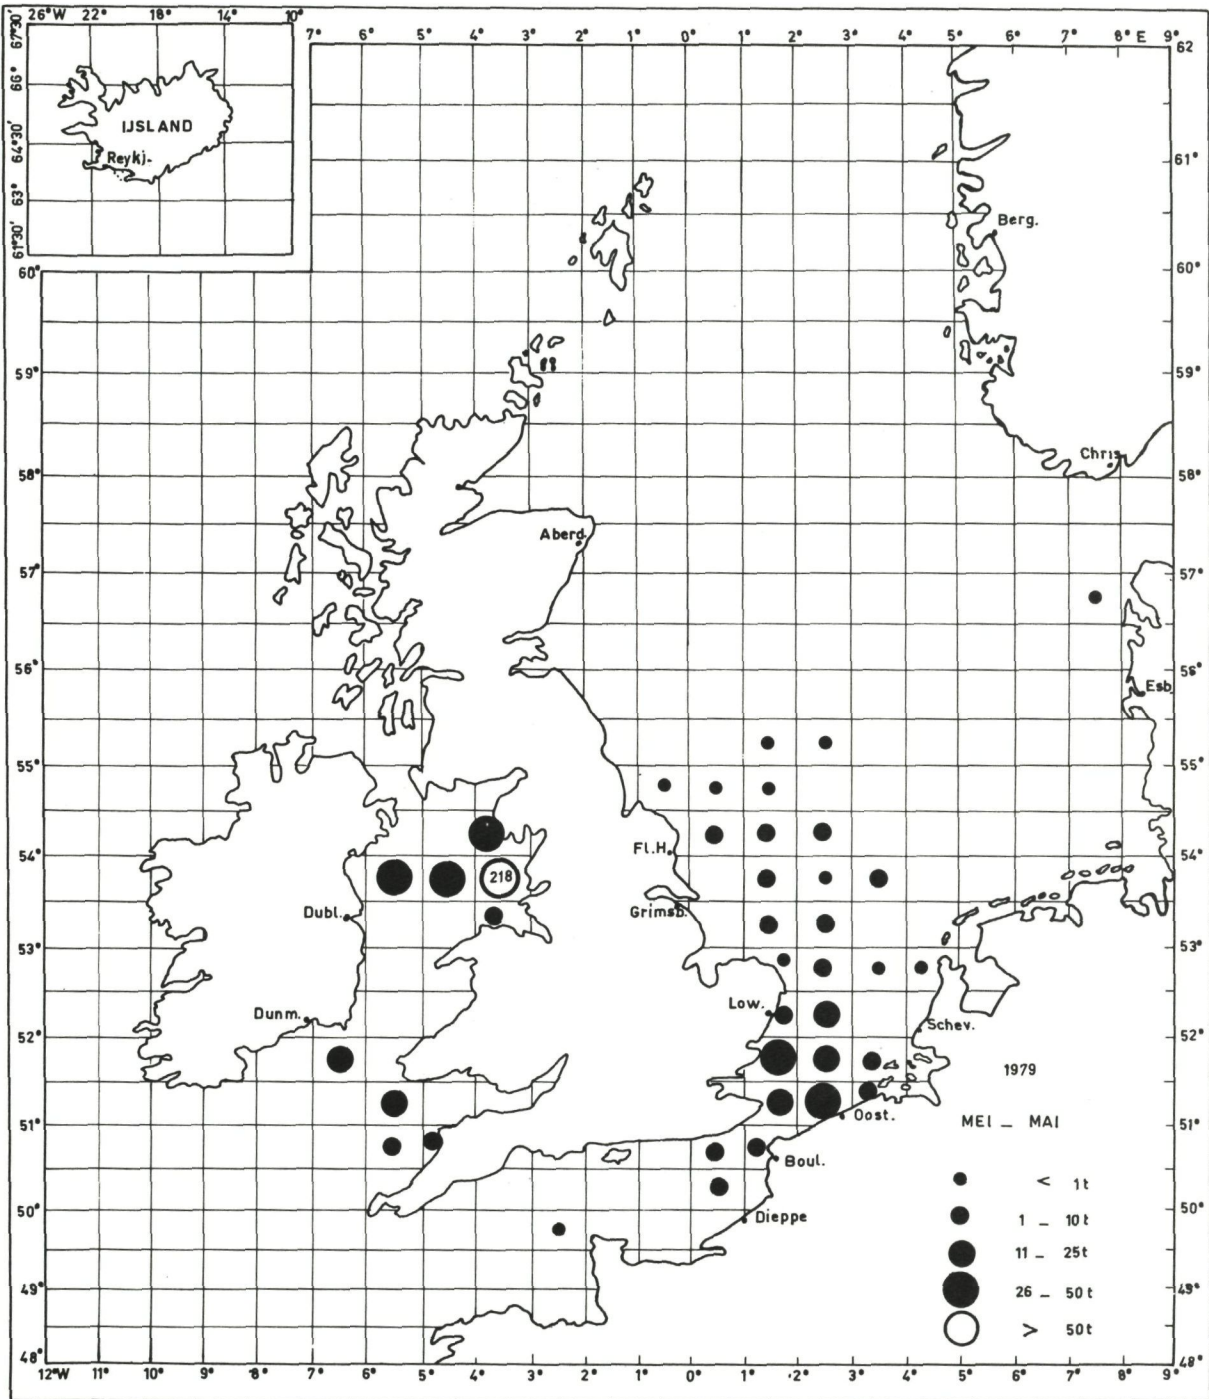 26°W 22° 18° 14° 10°
67°30'
66°
64°30'
63°
61°30'
IJSLAND
Reykj.
7° 6° 5° 4° 3° 2° 1° 0° 1° 2° 3° 4° 5° 6° 7° 8° E 9°
62
61°
60° 60°
59° 59°
58° 58°
57° 57°
56° 56°
55° 55°
54° 54°
53° 53°
52° 52°
51° 51°
50° 50°
49° 49°
48° 48°
Berg.
Chris
Aberd.
Esb
Fl.H.
218
Dubl.
Grimsb.
Low.
Dunm.
Schev.
1979
Oost.
MEI _ MAI
Boul.
Dieppe
< 1t
1 _ 10t
11 _ 25t
26 _ 50t
> 50t
12°W 11° 10° 9° 8° 7° 6° 5° 4° 3° 2° 1° 0° 1° 2° 3° 4° 5° 6° 7° 8° 9°